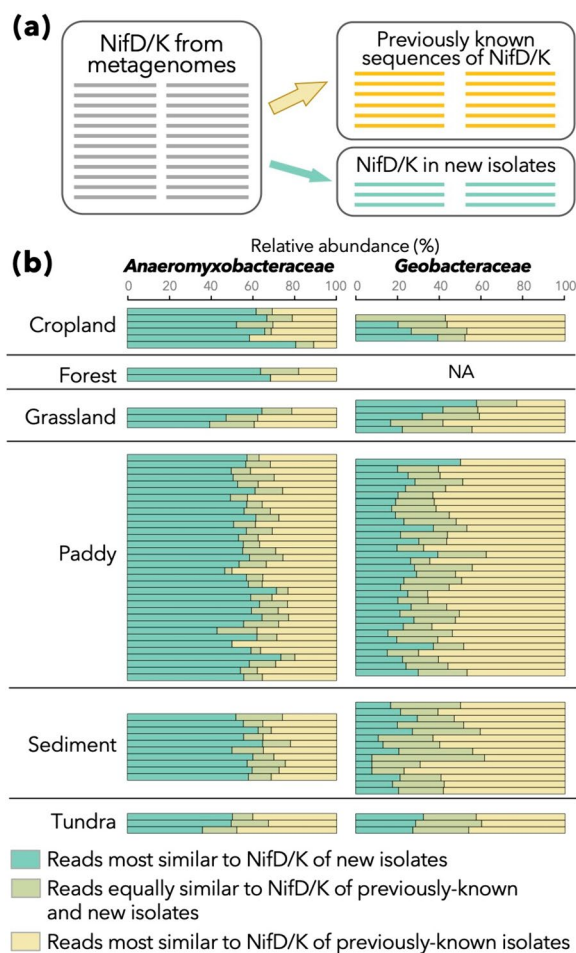 (a)
NifD/K from
metagenomes
Previously known
sequences of NifD/K
NifD/K in new isolates
(b)
Relative abundance (%)
Anaeromyxobacteraceae
Geobacteraceae
0 20 40 60 80 100
0 20 40 60 80 100
Cropland
Forest
NA
Grassland
Paddy
Sediment
Tundra
Reads most similar to NifD/K of new isolates
Reads equally similar to NifD/K of previously-known
and new isolates
Reads most similar to NifD/K of previously-known isolates